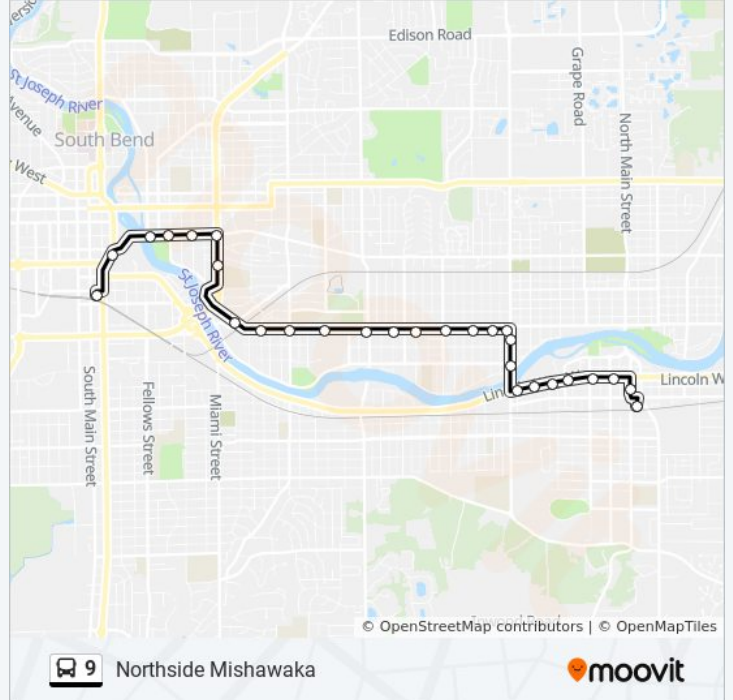 Edison Road
St Joseph River
Grape Road
South Bend
North Main Street
West
St Joseph River
Lincoln W
Lin
South Main Street
Fellows Street
Miami Street
© OpenStreetMap contributors | © OpenMapTiles
9 Northside Mishawaka
moovit